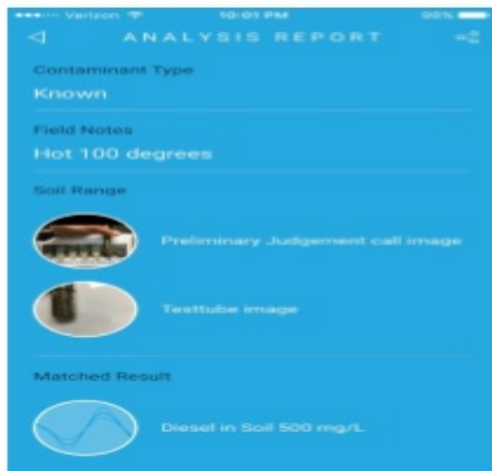 Verizon 10:01 PM 98%
ANALYSIS REPORT
Contaminant Type
Known
Field Notes
Hot 100 degrees
Soil Range
Preliminary Judgement call image
Testtube image
Matched Result
Diesel in Soil 500 mg/L